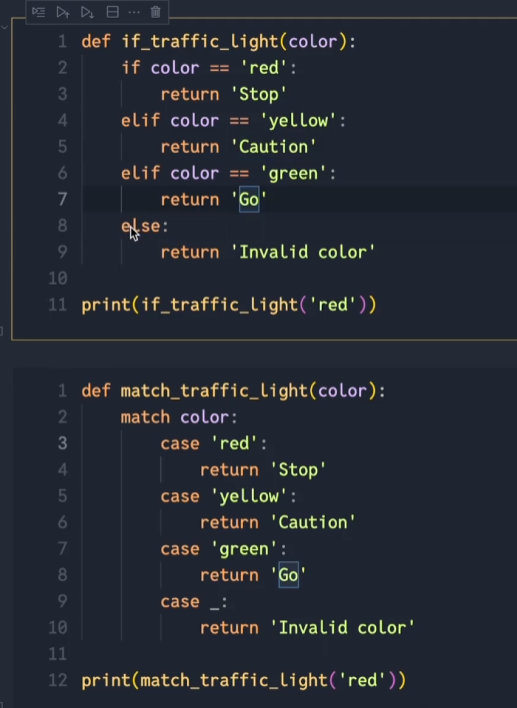 1 def if_traffic_light(color):
2     if color == 'red':
3         return 'Stop'
4     elif color == 'yellow':
5         return 'Caution'
6     elif color == 'green':
7         return 'Go'
8     else:
9         return 'Invalid color'
10
11 print(if_traffic_light('red'))
1 def match_traffic_light(color):
2     match color:
3         case 'red':
4             return 'Stop'
5         case 'yellow':
6             return 'Caution'
7         case 'green':
8             return 'Go'
9         case _:
10             return 'Invalid color'
11
12 print(match_traffic_light('red'))